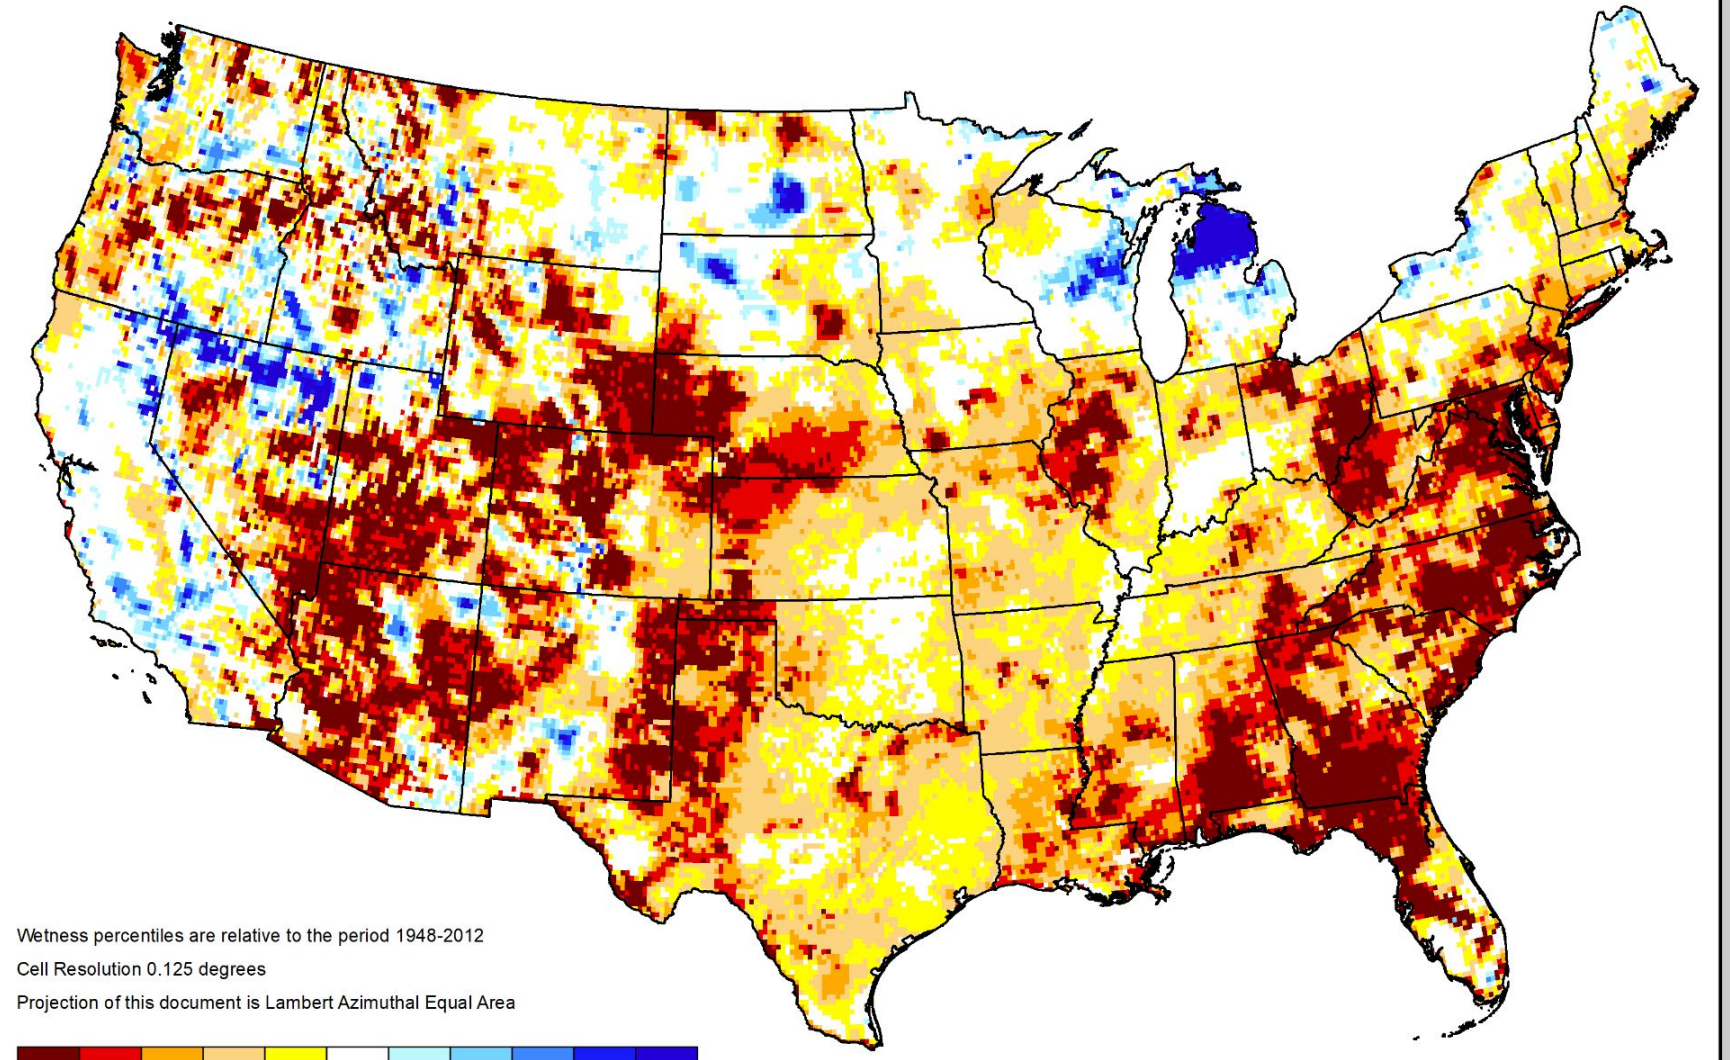 Wetness percentiles are relative to the period 1948-2012
Cell Resolution 0.125 degrees
Projection of this document is Lambert Azimuthal Equal Area